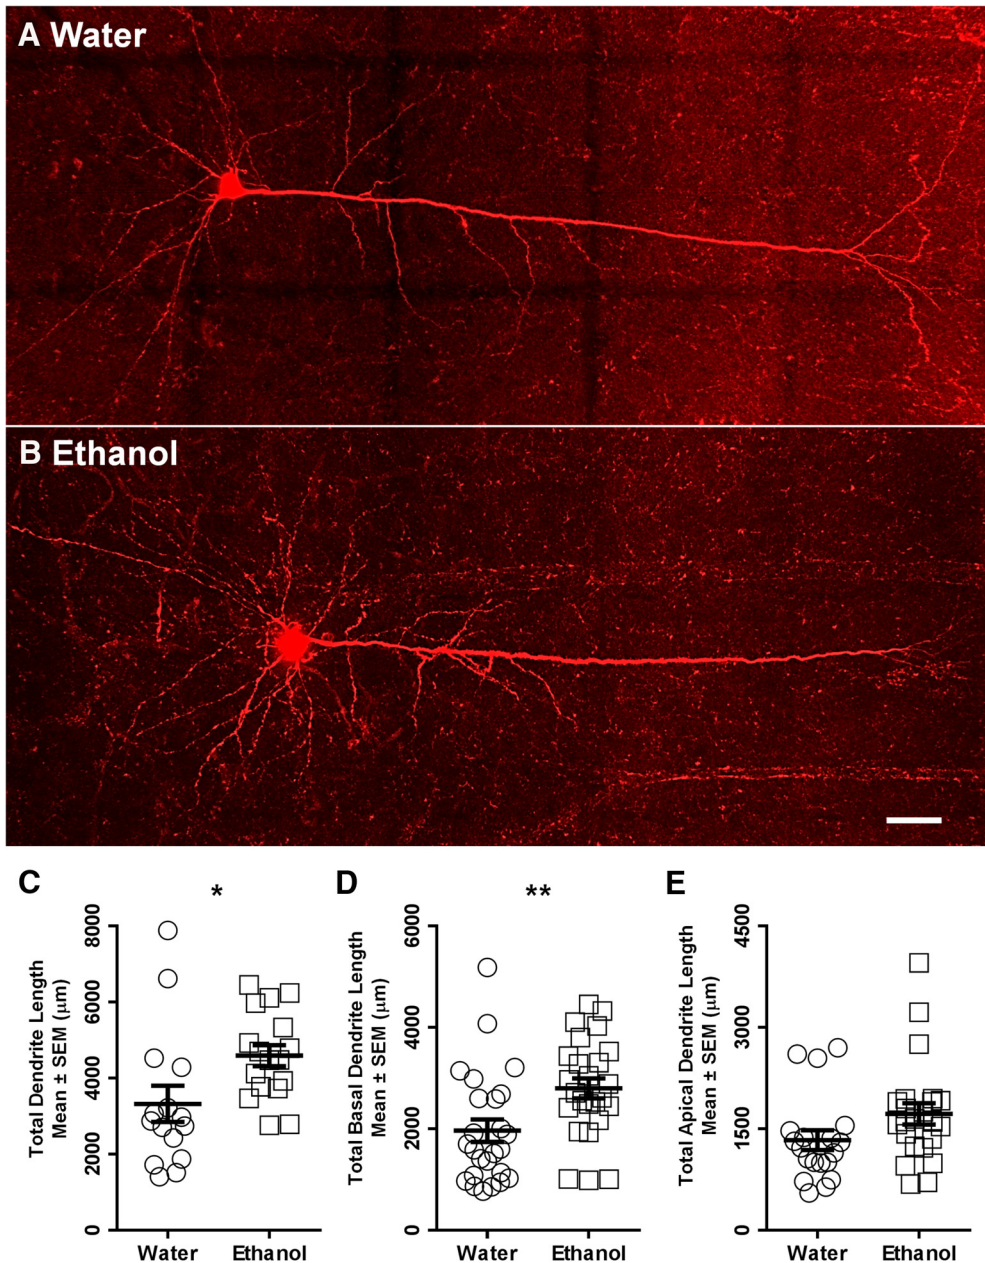 A Water
B Ethanol
C
*
Total Dendrite Length
Mean ± SEM (μm)
8000
6000
4000
2000
0
Water
Ethanol
D
**
Total Basal Dendrite Length
Mean ± SEM (μm)
6000
4000
2000
0
Water
Ethanol
E
Total Apical Dendrite Length
Mean ± SEM (μm)
4500
3000
1500
0
Water
Ethanol